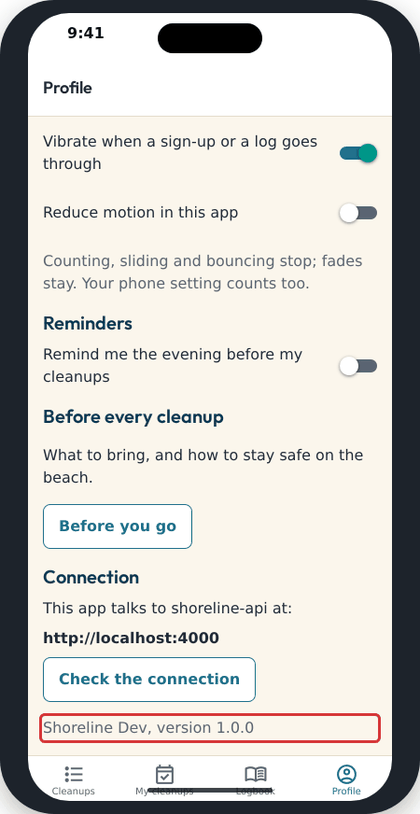 9:41
Profile
Vibrate when a sign-up or a log goes
through
Reduce motion in this app
Counting, sliding and bouncing stop; fades
stay. Your phone setting counts too.
Reminders
Remind me the evening before my
cleanups
Before every cleanup
What to bring, and how to stay safe on the
beach.
Before you go
Connection
This app talks to shoreline-api at:
http://localhost:4000
Check the connection
Shoreline Dev, version 1.0.0
Cleanups
My cleanups
Logbook
Profile